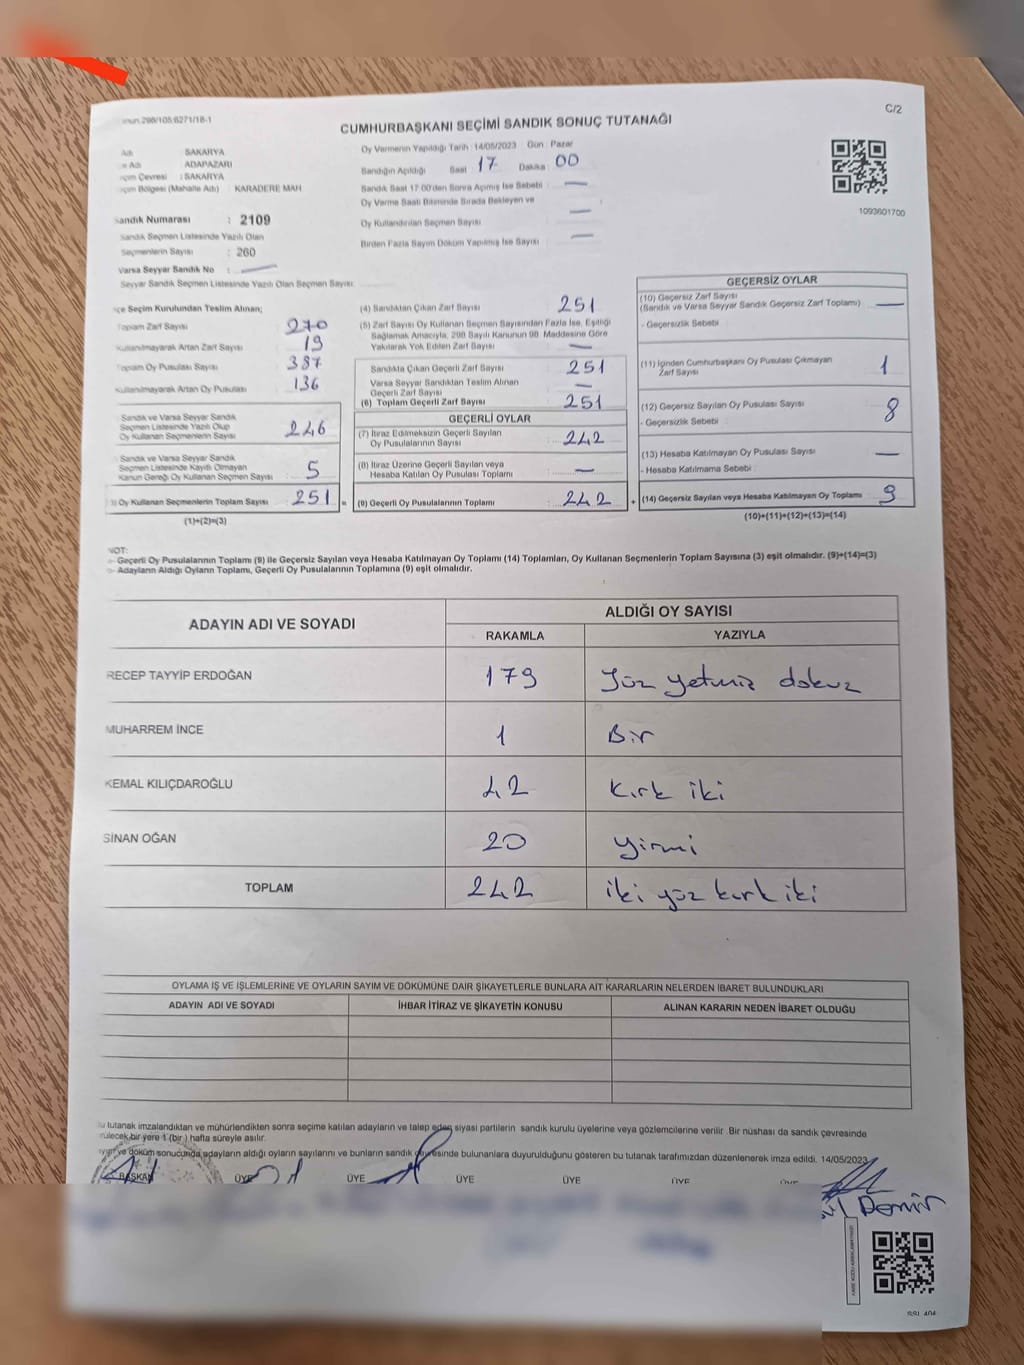 C/2
CUMHURBAŞKANI SEÇİMİ SANDIK SONUÇ TUTANAĞI
SAKARYA
ADAPAZARI
: SAKARYA
(Mahalle Adı) : KARADERE MAH
Sandık Numarası : 2109
Sandık Seçmen Listesinde Yazılı Olan
Seçmenlerin Sayısı : 260
Varsa Seyyar Sandık No :
Seyyar Sandık Seçmen Listesinde Yazılı Olan Seçmen Sayısı
Oy Vermenin Yapıldığı Tarih : 14/05/2023 Gün : Pazar
Sandığın Açıldığı Saat : 17 Dakika : 00
Sandık Saat 17:00'den Sonra Açılmış İse Sebebi : —
Oy Verme Saati Bitiminde Sırada Bekleyen ve
Oy Kullandırılan Seçmen Sayısı : —
Birden Fazla Sayım Döküm Yapılmış İse Sayısı : —
1093601700
Seçim Kurulundan Teslim Alınan;
Toplam Zarf Sayısı 270
Kullanılmayarak Artan Zarf Sayısı : 19
Toplam Oy Pusulası Sayısı 387
Kullanılmayarak Artan Oy Pusulası : 136
Sandık ve Varsa Seyyar Sandık
Seçmen Listesinde Yazılı Olup
Oy Kullanan Seçmenlerin Sayısı : 246
Sandık ve Varsa Seyyar Sandık
Seçmen Listesinde Kayıtlı Olmayan
Kanun Gereği Oy Kullanan Seçmen Sayısı : 5
Oy Kullanan Seçmenlerin Toplam Sayısı : 251 =
(1)+(2)=(3)
(4) Sandıktan Çıkan Zarf Sayısı : 251
(5) Zarf Sayısı Oy Kullanan Seçmen Sayısından Fazla İse, Eşitliği
Sağlamak Amacıyla, 298 Sayılı Kanunun 98. Maddesine Göre
Yakılarak Yok Edilen Zarf Sayısı : —
Sandıkta Çıkan Geçerli Zarf Sayısı : 251
Varsa Seyyar Sandıktan Teslim Alınan
Geçerli Zarf Sayısı : —
(6) Toplam Geçerli Zarf Sayısı : 251
GEÇERLİ OYLAR
(7) İtiraz Edilmeksizin Geçerli Sayılan
Oy Pusulalarının Sayısı : 242
(8) İtiraz Üzerine Geçerli Sayılan veya
Hesaba Katılan Oy Pusulası Toplamı : —
(9) Geçerli Oy Pusulalarının Toplamı : 242 +
GEÇERSİZ OYLAR
(10) Geçersiz Zarf Sayısı
(Sandık ve Varsa Seyyar Sandık Geçersiz Zarf Toplamı) : —
- Geçersizlik Sebebi :
(11) İçinden Cumhurbaşkanı Oy Pusulası Çıkmayan
Zarf Sayısı : 1
(12) Geçersiz Sayılan Oy Pusulası Sayısı : 8
- Geçersizlik Sebebi :
(13) Hesaba Katılmayan Oy Pusulası Sayısı : —
- Hesaba Katılmama Sebebi :
(14) Geçersiz Sayılan veya Hesaba Katılmayan Oy Toplamı : 9
(10)+(11)+(12)+(13)=(14)
NOT:
- Geçerli Oy Pusulalarının Toplamı (9) ile Geçersiz Sayılan veya Hesaba Katılmayan Oy Toplamı (14) Toplamları, Oy Kullanan Seçmenlerin Toplam Sayısına (3) eşit olmalıdır. (9)+(14)=(3)
- Adayların Aldığı Oyların Toplamı, Geçerli Oy Pusulalarının Toplamına (9) eşit olmalıdır.
ADAYIN ADI VE SOYADI ALDIĞI OY SAYISI
RAKAMLA YAZIYLA
RECEP TAYYİP ERDOĞAN 179 Yüz yetmiz dokuz
MUHARREM İNCE 1 Bir
KEMAL KILIÇDAROĞLU 42 Kırk iki
SİNAN OĞAN 20 Yirmi
TOPLAM 242 iki yüz kırk iki
OYLAMA İŞ VE İŞLEMLERİNE VE OYLARIN SAYIM VE DÖKÜMÜNE DAİR ŞİKAYETLERLE BUNLARA AİT KARARLARIN NELERDEN İBARET BULUNDUKLARI
ADAYIN ADI VE SOYADI İHBAR İTİRAZ VE ŞİKAYETİN KONUSU ALINAN KARARIN NEDEN İBARET OLDUĞU
tutanak imzalandıktan ve mühürlendikten sonra seçime katılan adayların ve talep eden siyasi partilerin sandık kurulu üyelerine veya gözlemcilerine verilir. Bir nüshası da sandık çevresinde
bir yere 1 (bir) hafta süreyle asılır.
ve döküm sonucunda adayların aldığı oyların sayılarını ve bunların sandık çevresinde bulunanlara duyurulduğunu gösteren bu tutanak tarafımızdan düzenlenerek imza edildi. 14/05/2023
BAŞKAN ÜYE ÜYE ÜYE ÜYE ÜYE
Demir